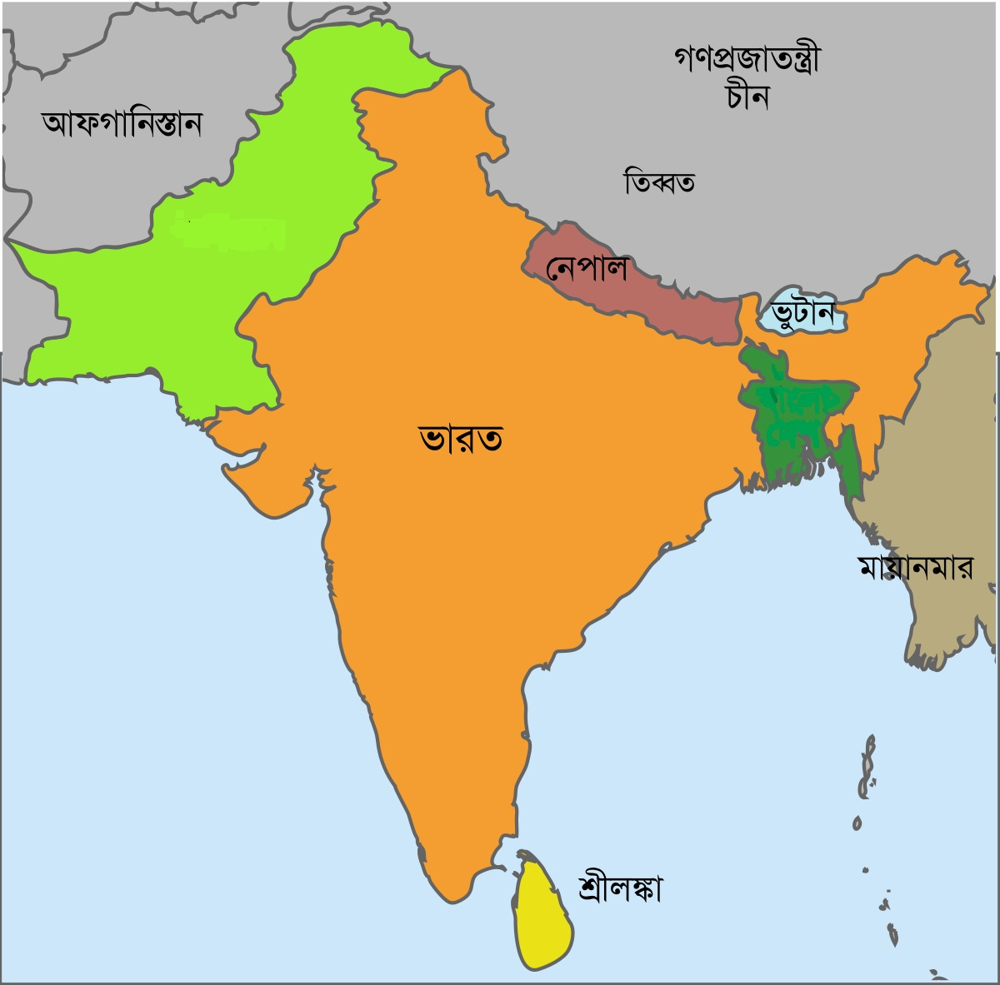 গণপ্রজাতন্ত্রী
চীন
আফগানিস্তান
তিব্বত
নেপাল
ভুটান
ভারত
মায়ানমার
শ্রীলঙ্কা